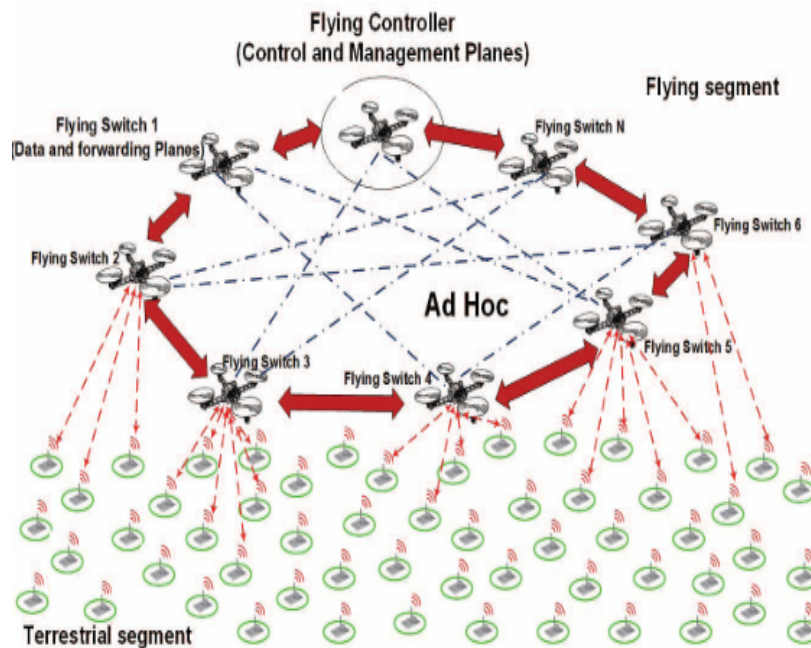 Flying Controller
(Control and Management Planes)
Flying segment
Flying Switch 1
(Data and forwarding Planes)
Flying Switch N
Flying Switch 2
Flying Switch 6
Ad Hoc
Flying Switch 3
Flying Switch 4
Flying Switch 5
Terrestrial segment